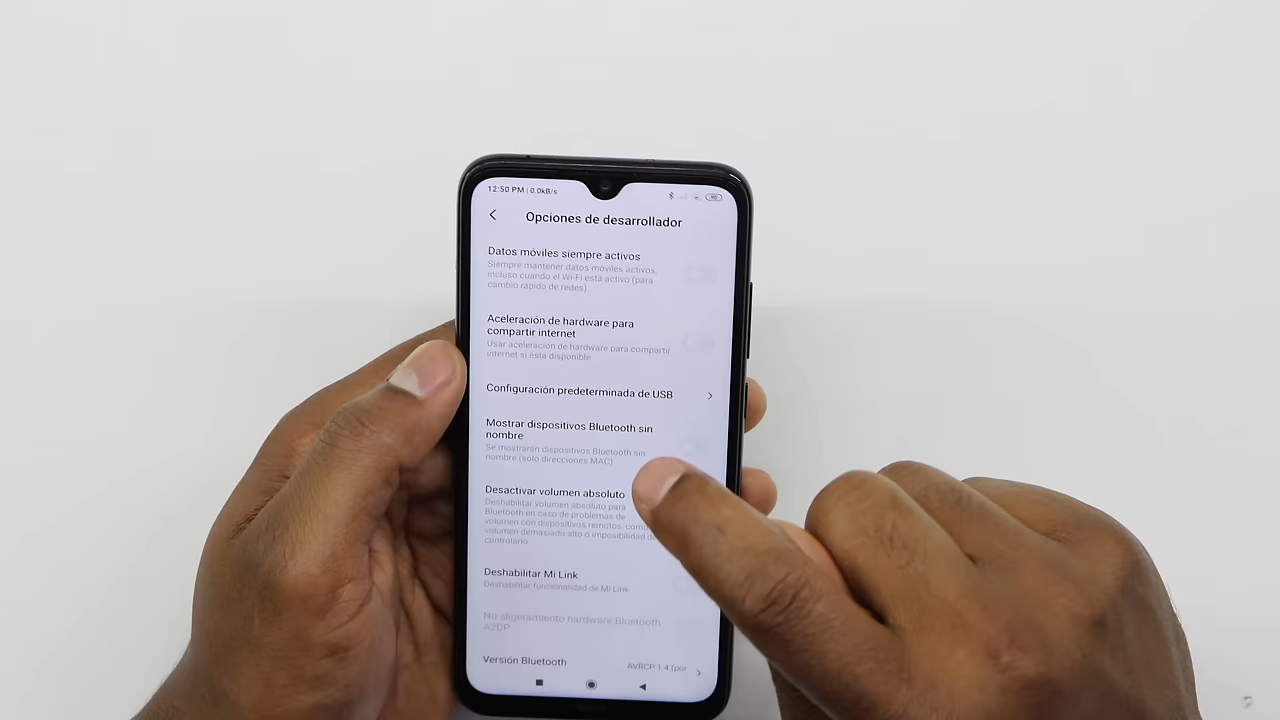 12:50 PM | 0.0kB/s
90
Opciones de desarrollador
Datos móviles siempre activos
Siempre mantener datos móviles activos,
incluso cuando el Wi-Fi está activo (para
cambio rápido de redes)
Aceleración de hardware para
compartir internet
Usar aceleración de hardware para compartir
internet si está disponible
Configuración predeterminada de USB
Mostrar dispositivos Bluetooth sin
nombre
Se mostrarán dispositivos Bluetooth sin
nombre (solo direcciones MAC)
Desactivar volumen absoluto
Deshabilitar volumen absoluto para
Bluetooth en caso de problemas de
volumen con dispositivos remotos, como
volumen demasiado alto o imposibilidad de
controlarlo
Deshabilitar Mi Link
Deshabilitar funcionalidad de Mi Link
No aligeramiento hardware Bluetooth
A2DP
Versión Bluetooth
AVRCP 1.4 (por